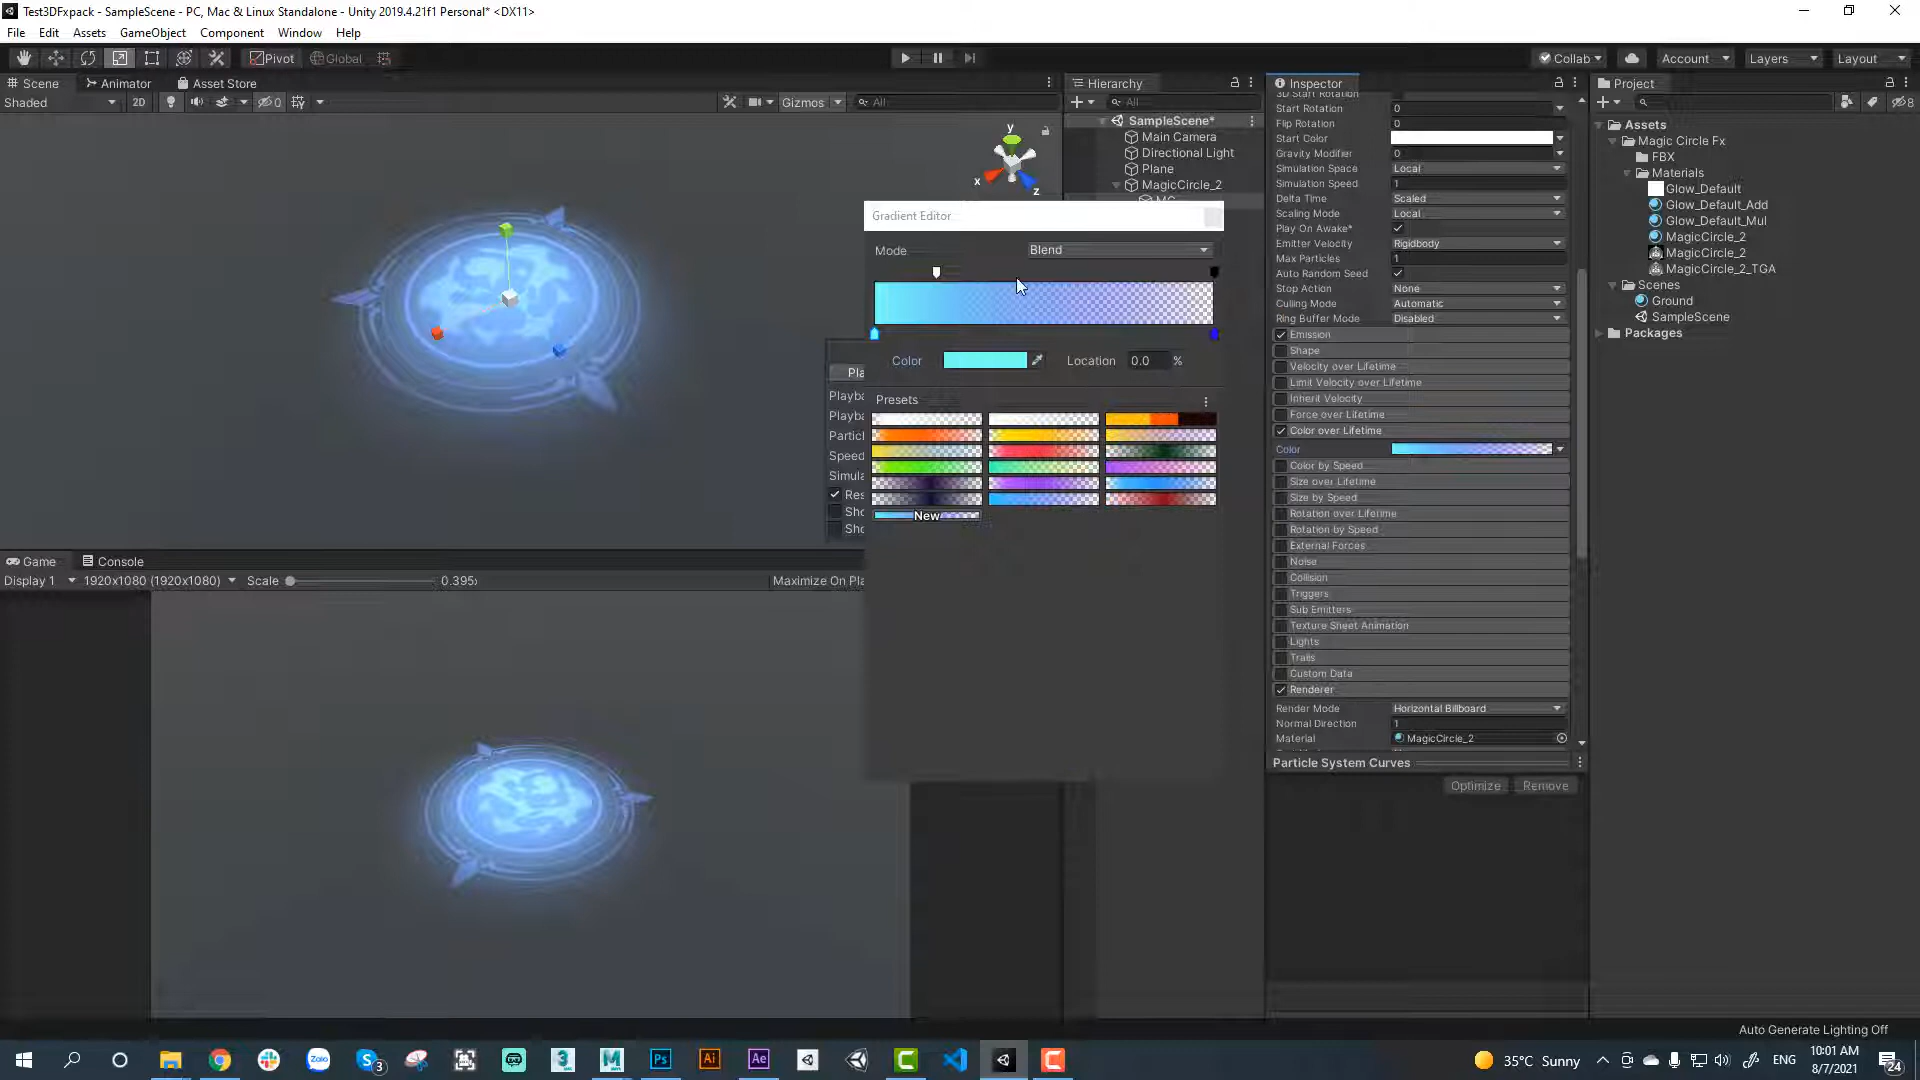 Test3DFxpack - SampleScene - PC, Mac & Linux Standalone - Unity 2019.4.21f1 Personal* <DX11>
File Edit Assets GameObject Component Window Help
Pivot Global Collab Account Layers Layout
Scene Animator Asset Store
Shaded 2D 0 Gizmos All
y
x
z
Hierarchy
All
SampleScene*
Main Camera
Directional Light
Plane
MagicCircle_2
Gradient Editor
Mode Blend
Color Location 0.0 %
Presets
New
Game Console
Display 1 1920x1080 (1920x1080) Scale 0.395x Maximize On Pla
Inspector
3D Start Rotation
Start Rotation 0
Flip Rotation 0
Start Color
Gravity Modifier 0
Simulation Space Local
Simulation Speed 1
Delta Time Scaled
Scaling Mode Local
Play On Awake*
Emitter Velocity Rigidbody
Max Particles 1
Auto Random Seed
Stop Action None
Culling Mode Automatic
Ring Buffer Mode Disabled
Emission
Shape
Velocity over Lifetime
Limit Velocity over Lifetime
Inherit Velocity
Force over Lifetime
Color over Lifetime
Color
Color by Speed
Size over Lifetime
Size by Speed
Rotation over Lifetime
Rotation by Speed
External Forces
Noise
Collision
Triggers
Sub Emitters
Texture Sheet Animation
Lights
Trails
Custom Data
Renderer
Render Mode Horizontal Billboard
Normal Direction 1
Material MagicCircle_2
Particle System Curves
Optimize Remove
Project
8
Assets
Magic Circle Fx
FBX
Materials
Glow_Default
Glow_Default_Add
Glow_Default_Mul
MagicCircle_2
MagicCircle_2
MagicCircle_2_TGA
Scenes
Ground
SampleScene
Packages
Pla
Playba
Playba
Particl
Speed
Simula
Res
Sho
Sho
Auto Generate Lighting Off
Zalo 3 3 M Ps Ai Ae C C
35°C Sunny ENG 10:01 AM
8/7/2021 24